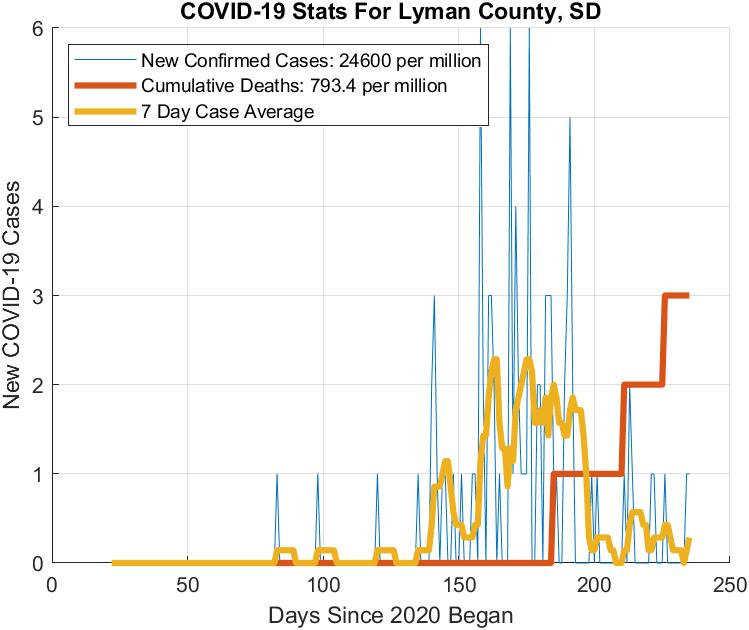 COVID-19 Stats For Lyman County, SD
New Confirmed Cases: 24600 per million
Cumulative Deaths: 793.4 per million
7 Day Case Average
New COVID-19 Cases
6
5
4
3
2
1
0
0 50 100 150 200 250
Days Since 2020 Began